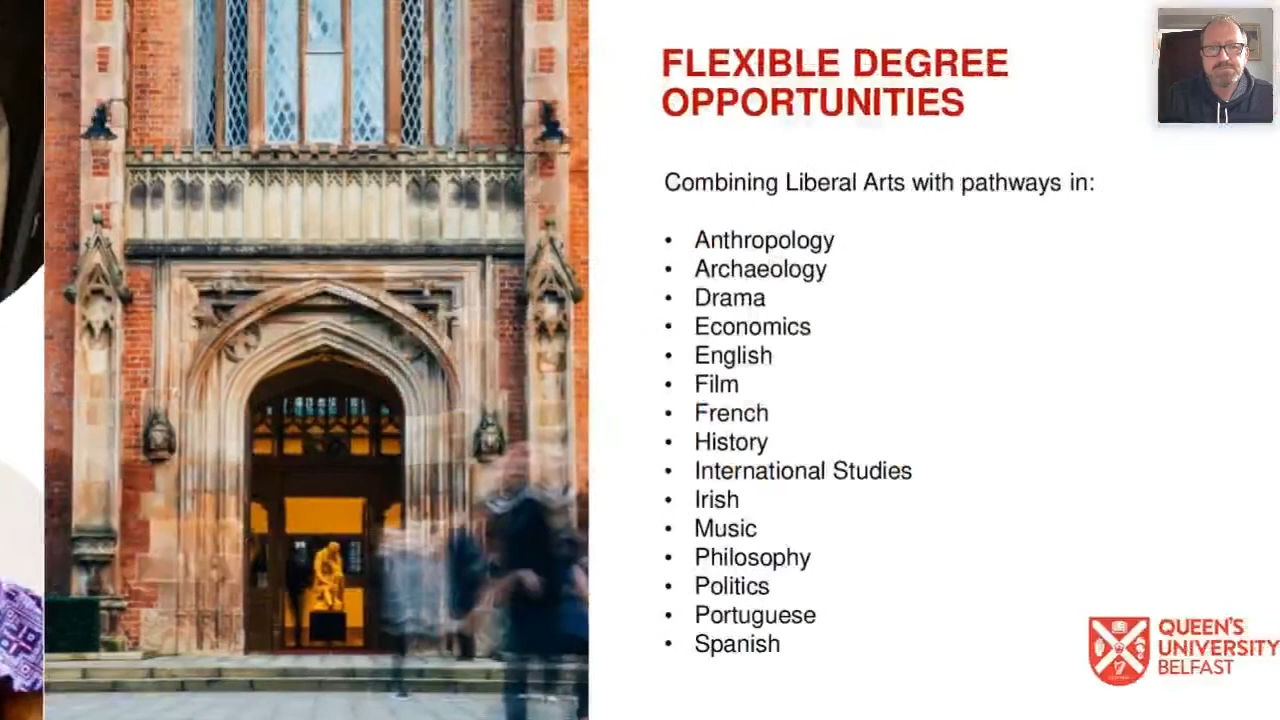 FLEXIBLE DEGREE
OPPORTUNITIES
Combining Liberal Arts with pathways in:
• Anthropology
• Archaeology
• Drama
• Economics
• English
• Film
• French
• History
• International Studies
• Irish
• Music
• Philosophy
• Politics
• Portuguese
• Spanish
QUEEN'S
UNIVERSITY
BELFAST